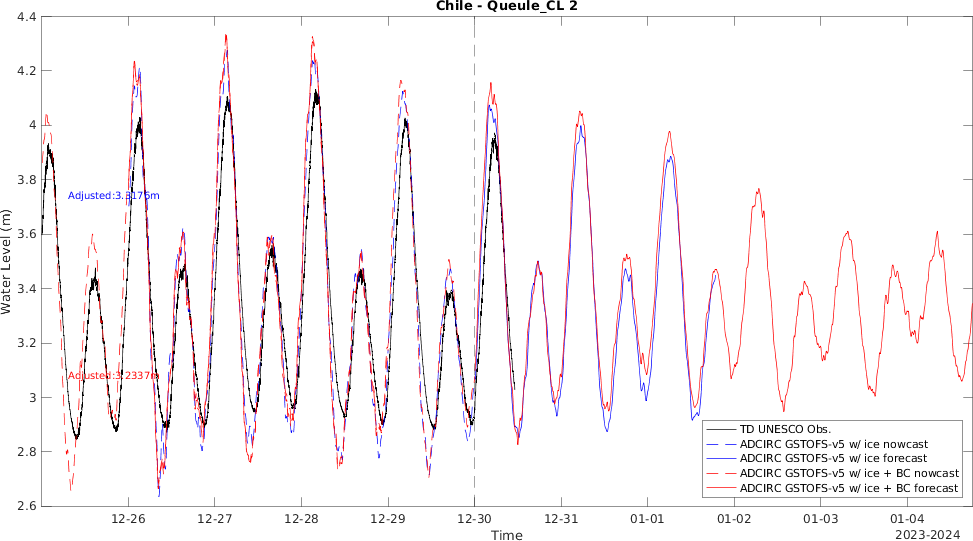 Chile - Queule_CL 2
Water Level (m)
4.4
4.2
4
3.8
3.6
3.4
3.2
3
2.8
2.6
Adjusted:3.3176m
Adjusted:3.2337m
TD UNESCO Obs.
ADCIRC GSTOFS-v5 w/ ice nowcast
ADCIRC GSTOFS-v5 w/ ice forecast
ADCIRC GSTOFS-v5 w/ ice + BC nowcast
ADCIRC GSTOFS-v5 w/ ice + BC forecast
12-26 12-27 12-28 12-29 12-30 12-31 01-01 01-02 01-03 01-04
Time
2023-2024